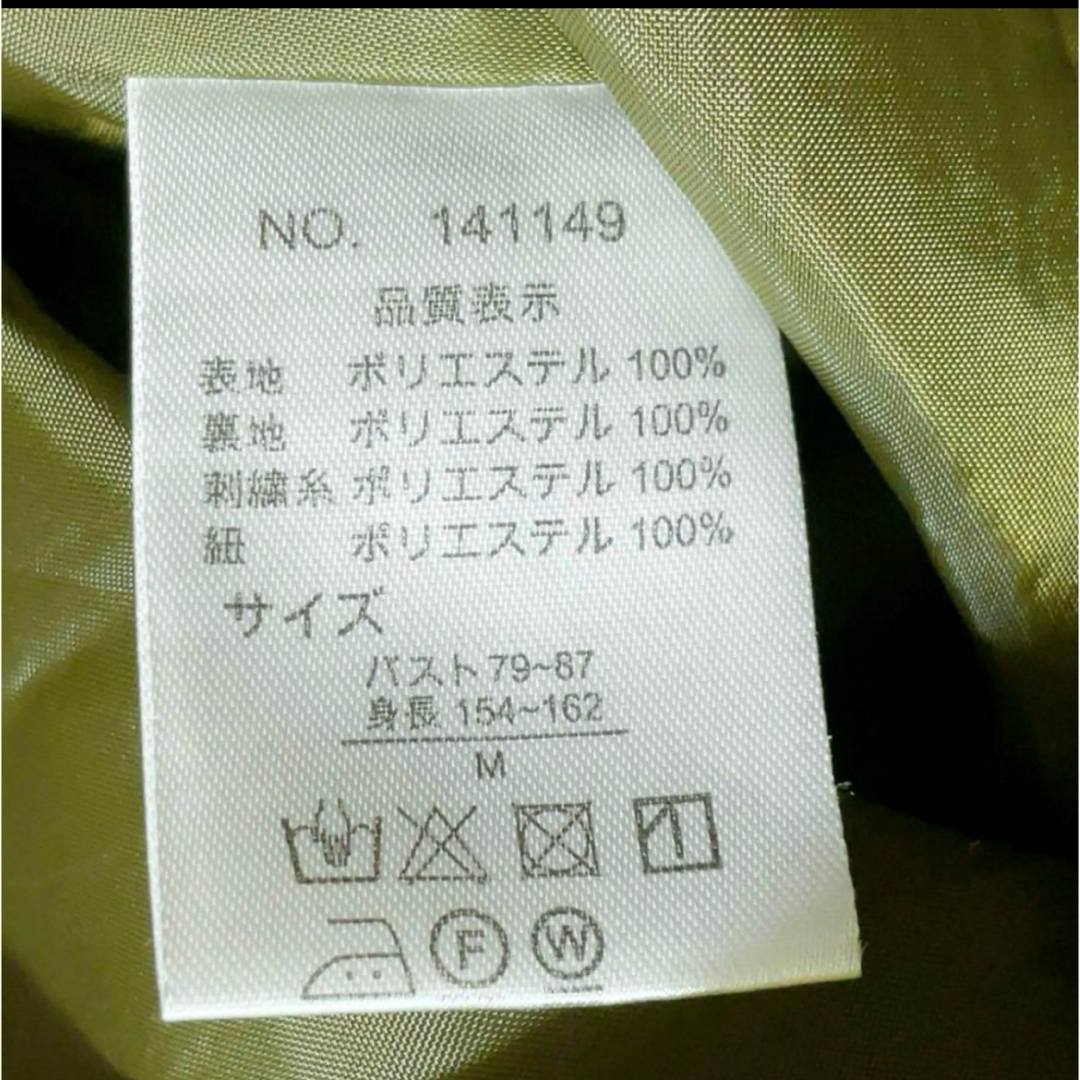 NO. 141149
品質表示
表地 ポリエステル 100%
裏地 ポリエステル 100%
刺繍糸 ポリエステル 100%
紐 ポリエステル 100%
サイズ
バスト 79~87
身長 154~162
M
F W